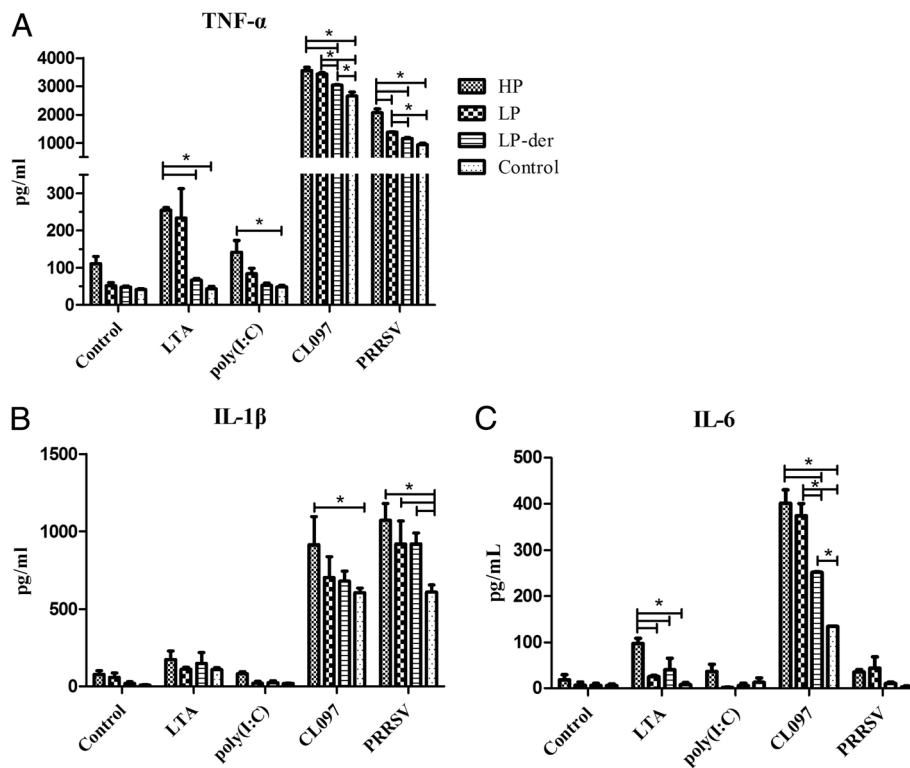 A
TNF-α
4000
3000
2000
1000
300
200
100
0
pg/ml
* * * * * * * *
HP
LP
LP-der
Control
Control
LTA
poly(I:C)
CL097
PRRSV
B
IL-1β
1500
1000
500
0
pg/ml
* *
Control
LTA
poly(I:C)
CL097
PRRSV
C
IL-6
500
400
300
200
100
0
pg/mL
* * * *
Control
LTA
poly(I:C)
CL097
PRRSV